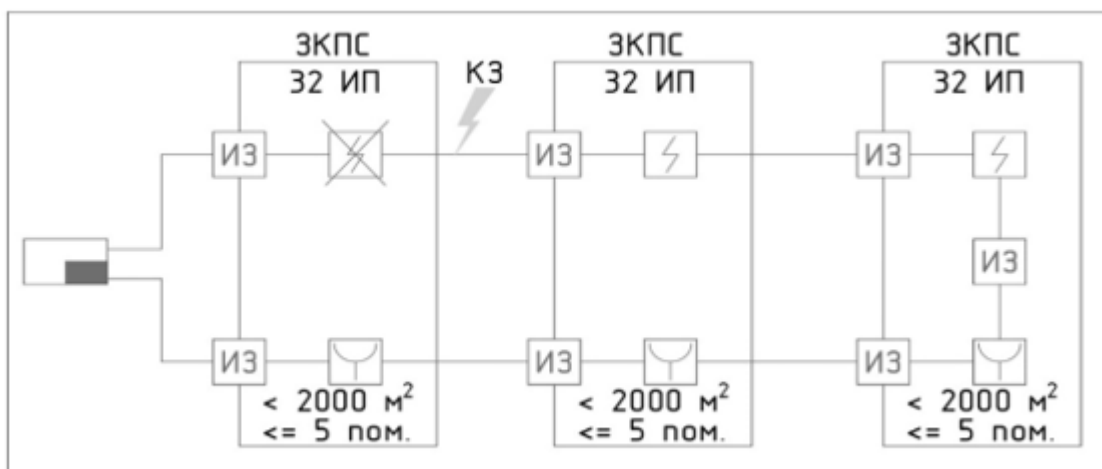 ЗКПС
32 ИП
КЗ
ЗКПС
32 ИП
ЗКПС
32 ИП
ИЗ
ИЗ
ИЗ
ИЗ
ИЗ
ИЗ
ИЗ
< 2000 м²
<= 5 пом.
< 2000 м²
<= 5 пом.
< 2000 м²
<= 5 пом.